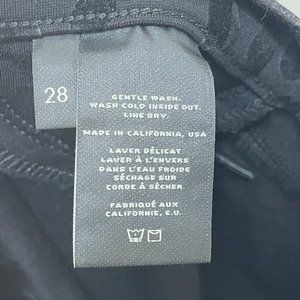 28
GENTLE WASH.
WASH COLD INSIDE OUT.
LINE DRY.
MADE IN CALIFORNIA, USA
LAVER DÉLICAT
LAVER À L'ENVERS
DANS L'EAU FROIDE
SÉCHAGE SUR
CORDE À SÉCHER
FABRIQUÉ AUX
CALIFORNIE, E.U.